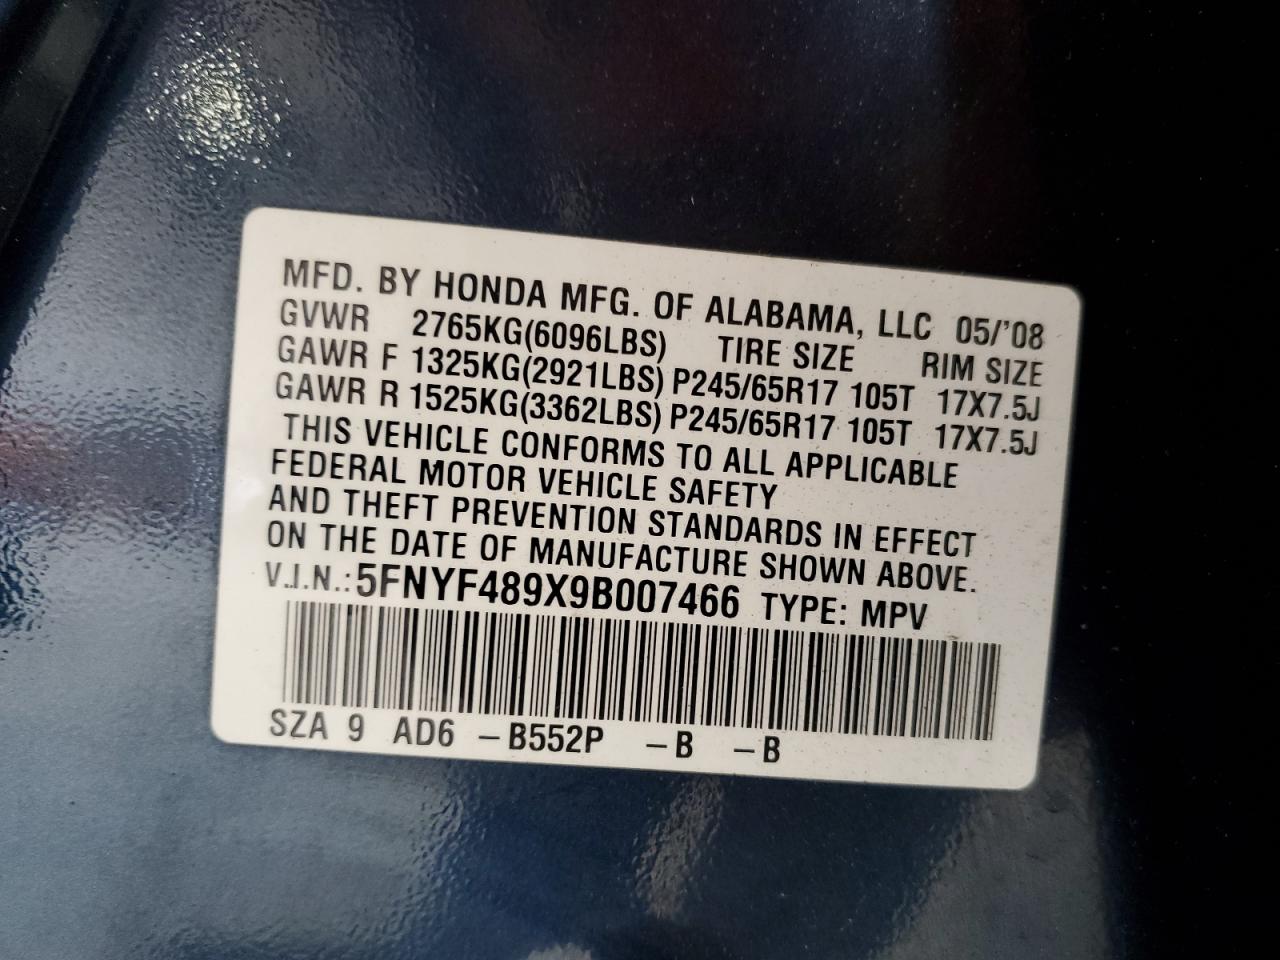 MFD. BY HONDA MFG. OF ALABAMA, LLC 05/'08
GVWR 2765KG(6096LBS) TIRE SIZE RIM SIZE
GAWR F 1325KG(2921LBS) P245/65R17 105T 17X7.5J
GAWR R 1525KG(3362LBS) P245/65R17 105T 17X7.5J
THIS VEHICLE CONFORMS TO ALL APPLICABLE
FEDERAL MOTOR VEHICLE SAFETY
AND THEFT PREVENTION STANDARDS IN EFFECT
ON THE DATE OF MANUFACTURE SHOWN ABOVE.
V.I.N.: 5FNYF489X9B007466 TYPE: MPV
SZA 9 AD6 –B552P –B –B